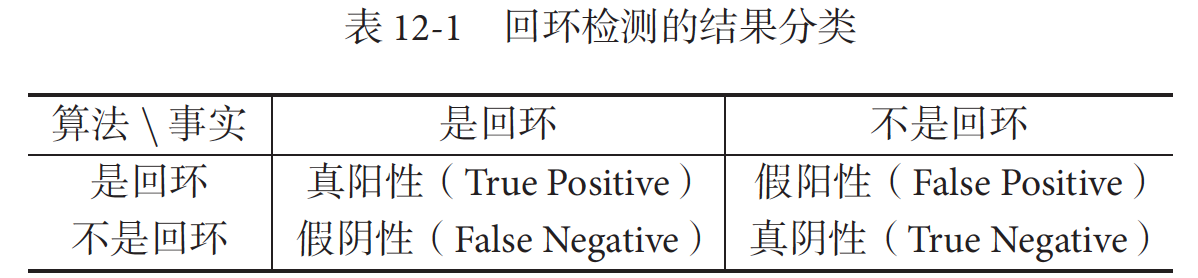 表 12-1 回环检测的结果分类
算法 \ 事实 是回环 不是回环
是回环 真阳性（True Positive） 假阳性（False Positive）
不是回环 假阴性（False Negative） 真阴性（True Negative）